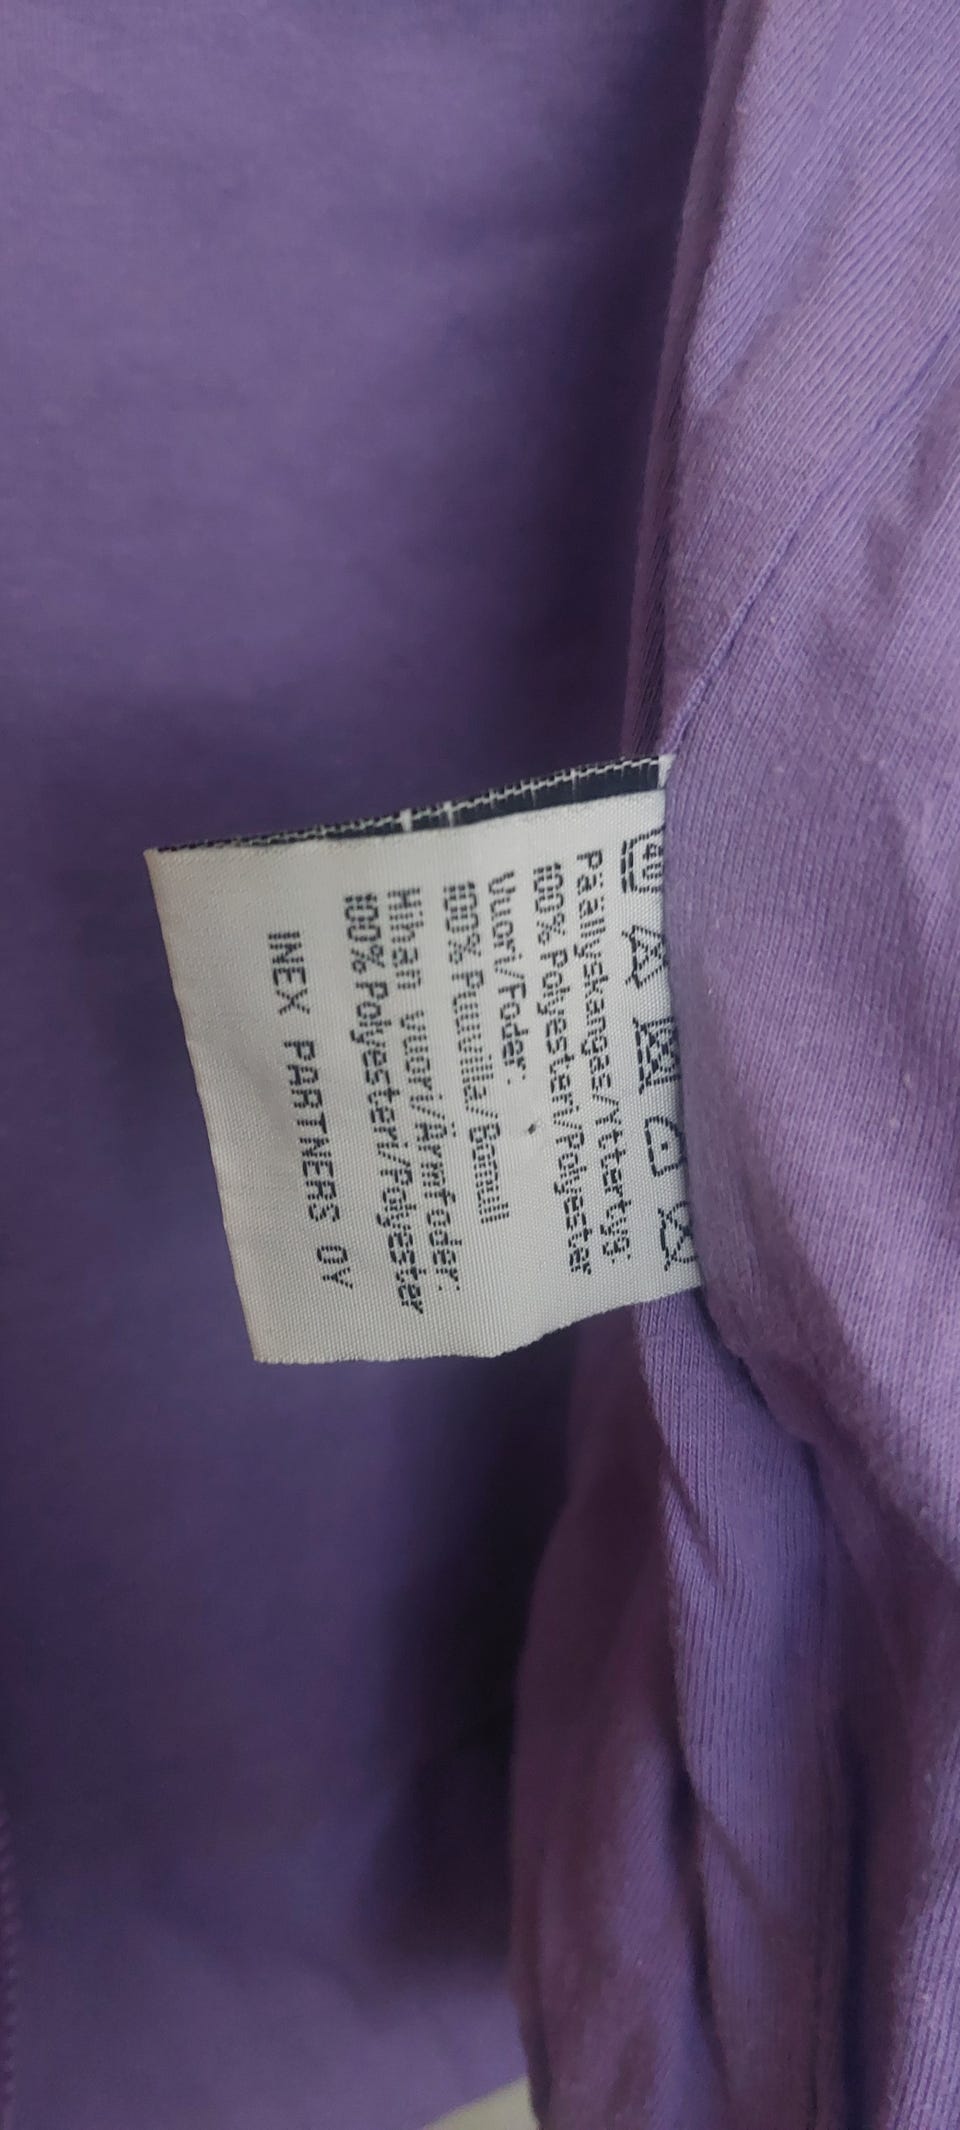 40
Päällyskangas/Yttertyg:
100% Polyesteri/Polyester
Vuori/Foder:
100% Puuvilla/Bomull
Hihan vuori/Ärmfoder:
100% Polyesteri/Polyester
INEX PARTNERS OY